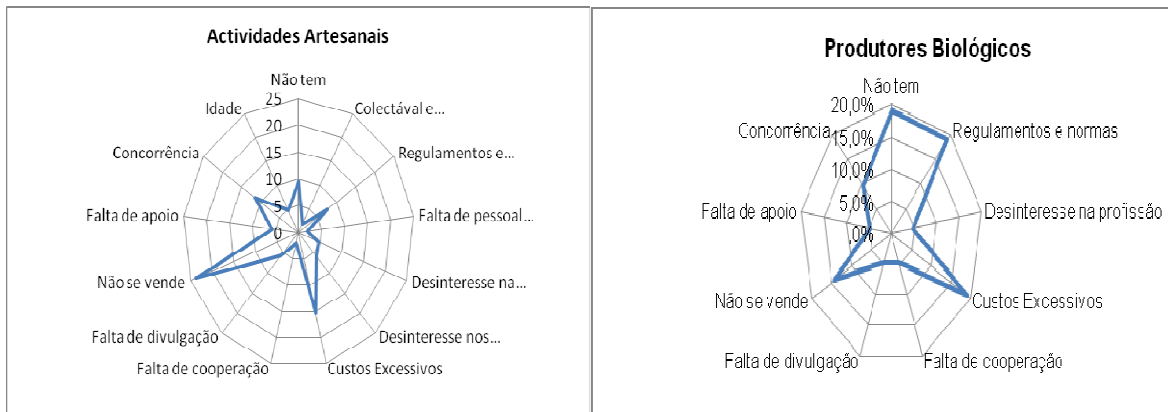 Actividades Artesanais
Não tem
Colectável e...
Regulamentos e...
Falta de pessoal...
Desinteresse na...
Desinteresse nos...
Custos Excessivos
Falta de cooperação
Falta de divulgação
Não se vende
Falta de apoio
Concorrência
Idade
25
20
15
10
5
0
Produtores Biológicos
Não tem
Regulamentos e normas
Desinteresse na profissão
Custos Excessivos
Falta de cooperação
Falta de divulgação
Não se vende
Falta de apoio
Concorrência
20,0%
15,0%
10,0%
5,0%
,0%